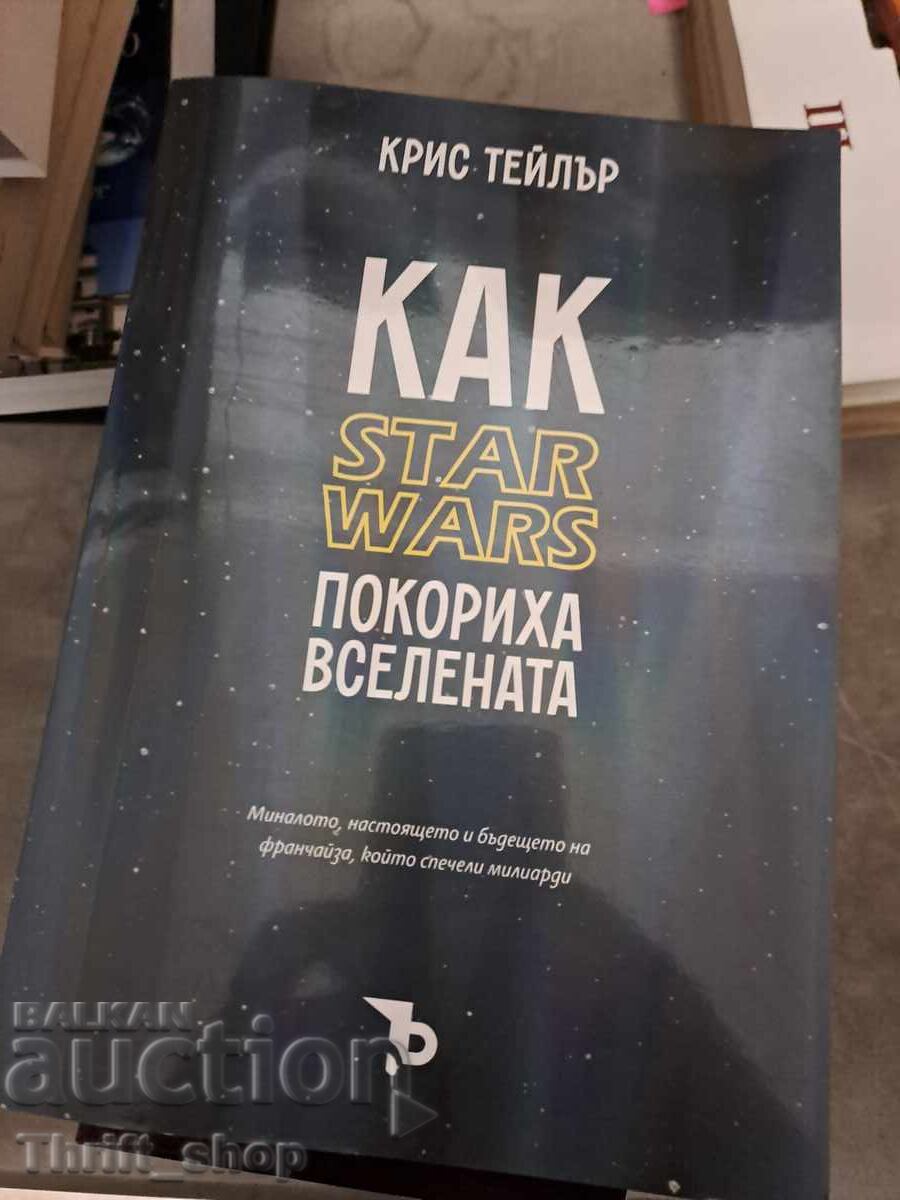 КРИС ТЕЙЛЪР
КАК
STAR
WARS
ПОКОРИХА
ВСЕЛЕНАТА
Миналото, настоящето и бъдещето на
франчайза, който спечели милиарди
BALKAN
auction
Thrift_shop